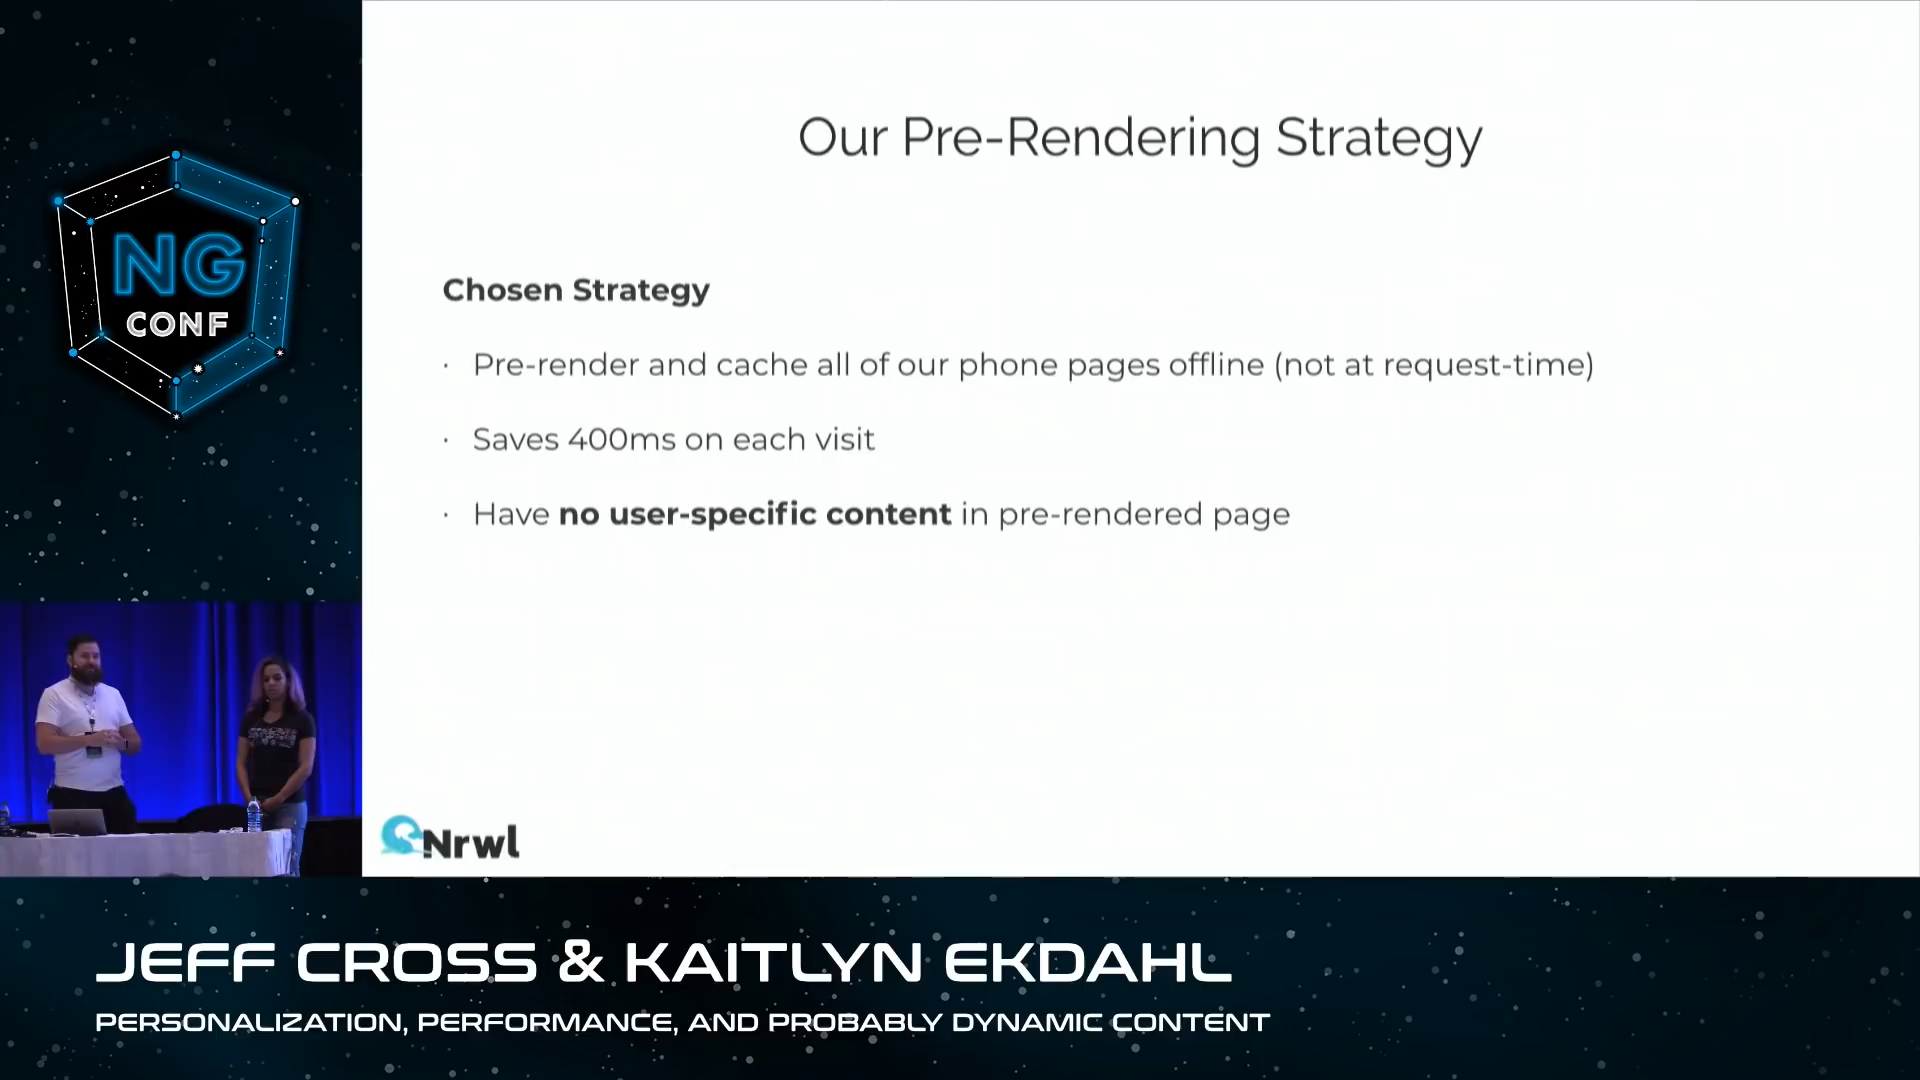 NG
CONF
Our Pre-Rendering Strategy
Chosen Strategy
· Pre-render and cache all of our phone pages offline (not at request-time)
· Saves 400ms on each visit
· Have no user-specific content in pre-rendered page
Nrwl
JEFF CROSS & KAITLYN EKDAHL
PERSONALIZATION, PERFORMANCE, AND PROBABLY DYNAMIC CONTENT